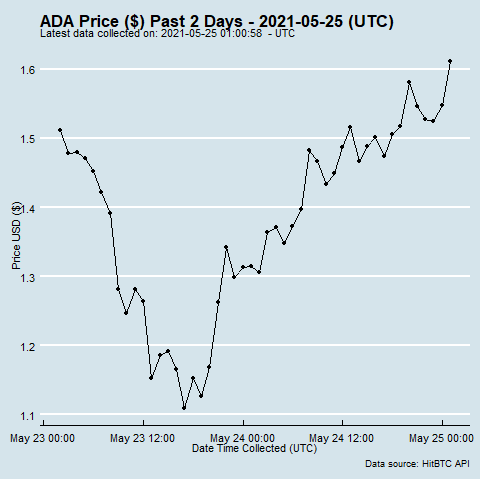 ADA Price ($) Past 2 Days - 2021-05-25 (UTC)
Latest data collected on: 2021-05-25 01:00:58 - UTC
1.6
1.5
1.4
1.3
1.2
1.1
Price USD ($)
May 23 00:00 May 23 12:00 May 24 00:00 May 24 12:00 May 25 00:00
Date Time Collected (UTC)
Data source: HitBTC API